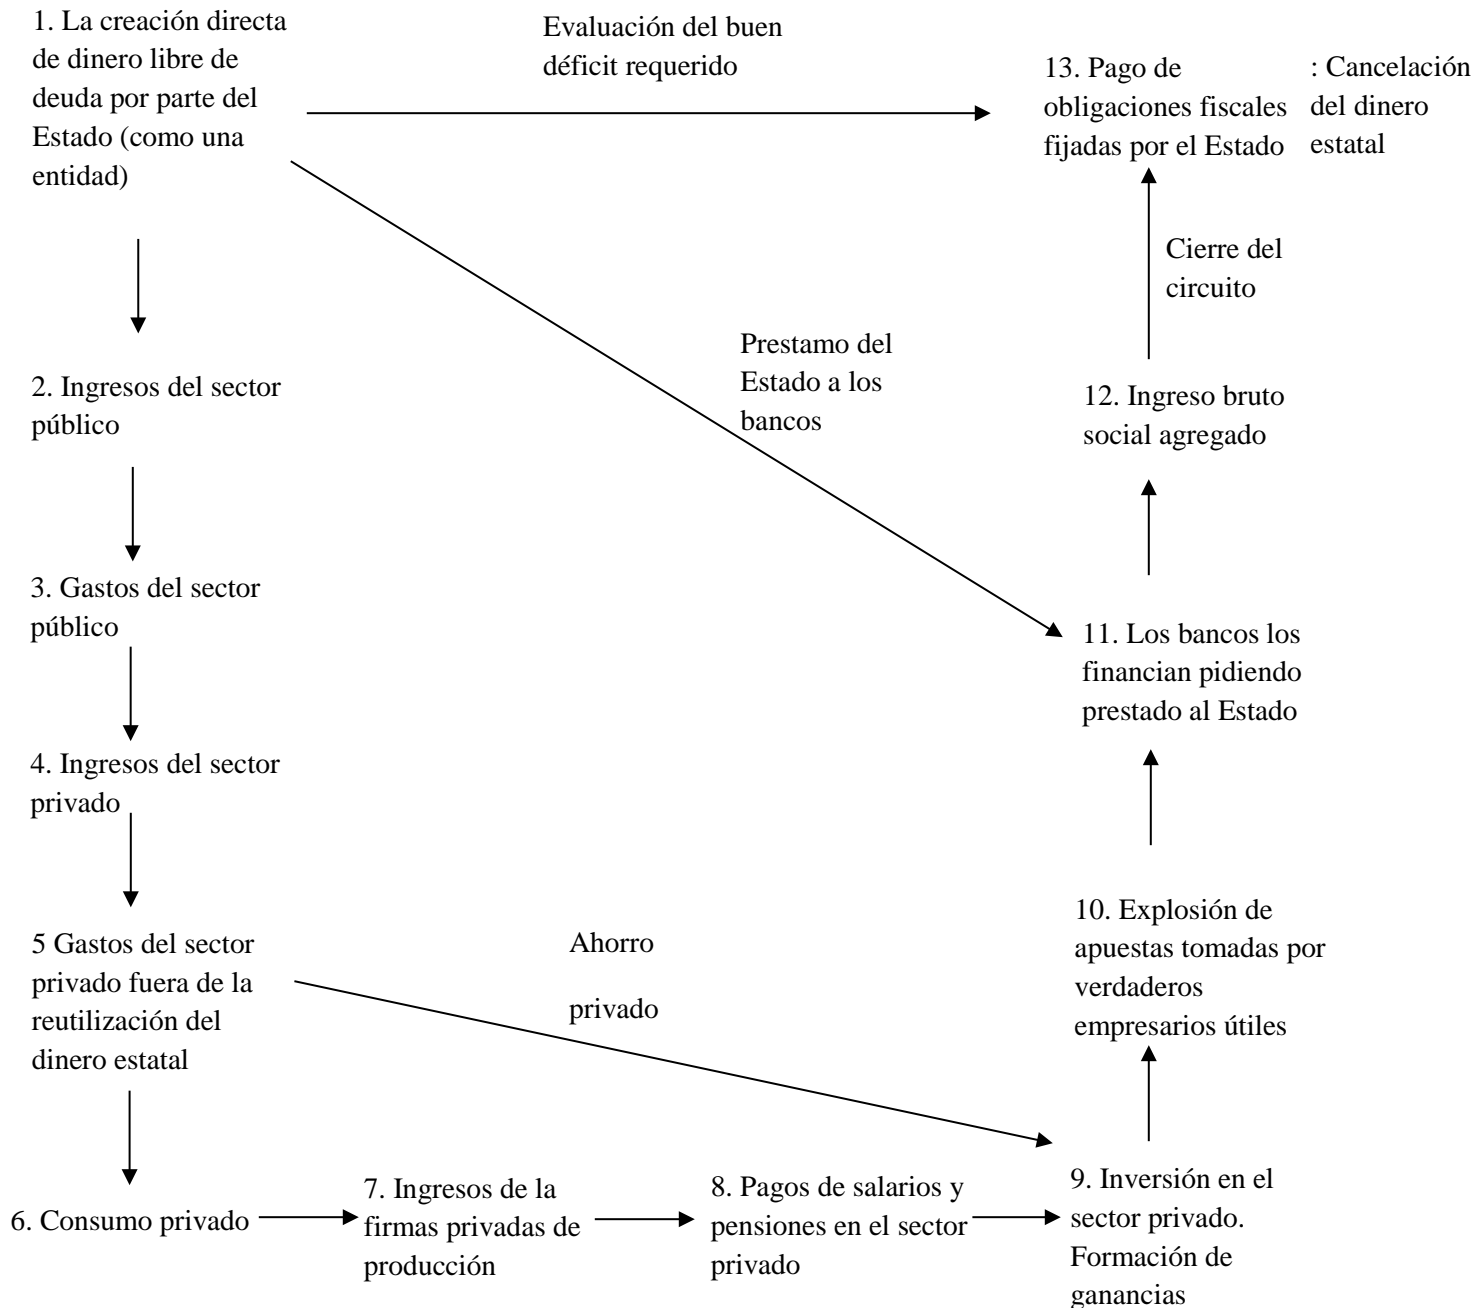 1. La creación directa
de dinero libre de
deuda por parte del
Estado (como una
entidad)
Evaluación del buen
déficit requerido
13. Pago de
obligaciones fiscales
fijadas por el Estado
: Cancelación
del dinero
estatal
Cierre del
circuito
2. Ingresos del sector
público
Prestamo del
Estado a los
bancos
12. Ingreso bruto
social agregado
3. Gastos del sector
público
11. Los bancos los
financian pidiendo
prestado al Estado
4. Ingresos del sector
privado
5 Gastos del sector
privado fuera de la
reutilización del
dinero estatal
Ahorro
privado
10. Explosión de
apuestas tomadas por
verdaderos
empresarios útiles
6. Consumo privado
7. Ingresos de la
firmas privadas de
producción
8. Pagos de salarios y
pensiones en el sector
privado
9. Inversión en el
sector privado.
Formación de
ganancias